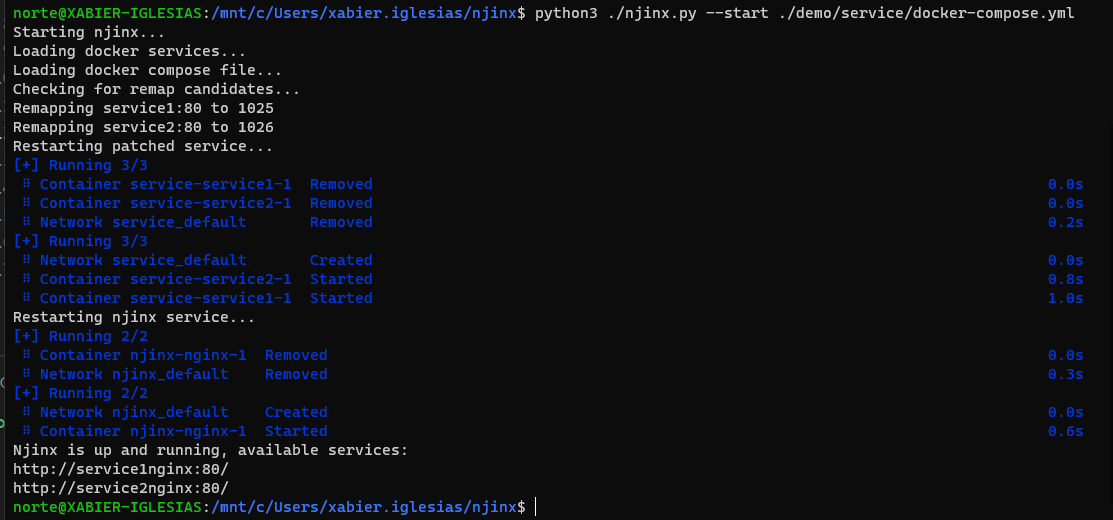 norte@XABIER-IGLESIAS:/mnt/c/Users/xabier.iglesias/njinx$ python3 ./njinx.py --start ./demo/service/docker-compose.yml
Starting njinx...
Loading docker services...
Loading docker compose file...
Checking for remap candidates...
Remapping service1:80 to 1025
Remapping service2:80 to 1026
Restarting patched service...
[+] Running 3/3
⠿ Container service-service1-1  Removed 0.0s
⠿ Container service-service2-1  Removed 0.0s
⠿ Network service_default       Removed 0.2s
[+] Running 3/3
⠿ Network service_default       Created 0.0s
⠿ Container service-service2-1  Started 0.8s
⠿ Container service-service1-1  Started 1.0s
Restarting njinx service...
[+] Running 2/2
⠿ Container njinx-nginx-1  Removed 0.0s
⠿ Network njinx_default    Removed 0.3s
[+] Running 2/2
⠿ Network njinx_default    Created 0.0s
⠿ Container njinx-nginx-1  Started 0.6s
Njinx is up and running, available services:
http://service1nginx:80/
http://service2nginx:80/
norte@XABIER-IGLESIAS:/mnt/c/Users/xabier.iglesias/njinx$